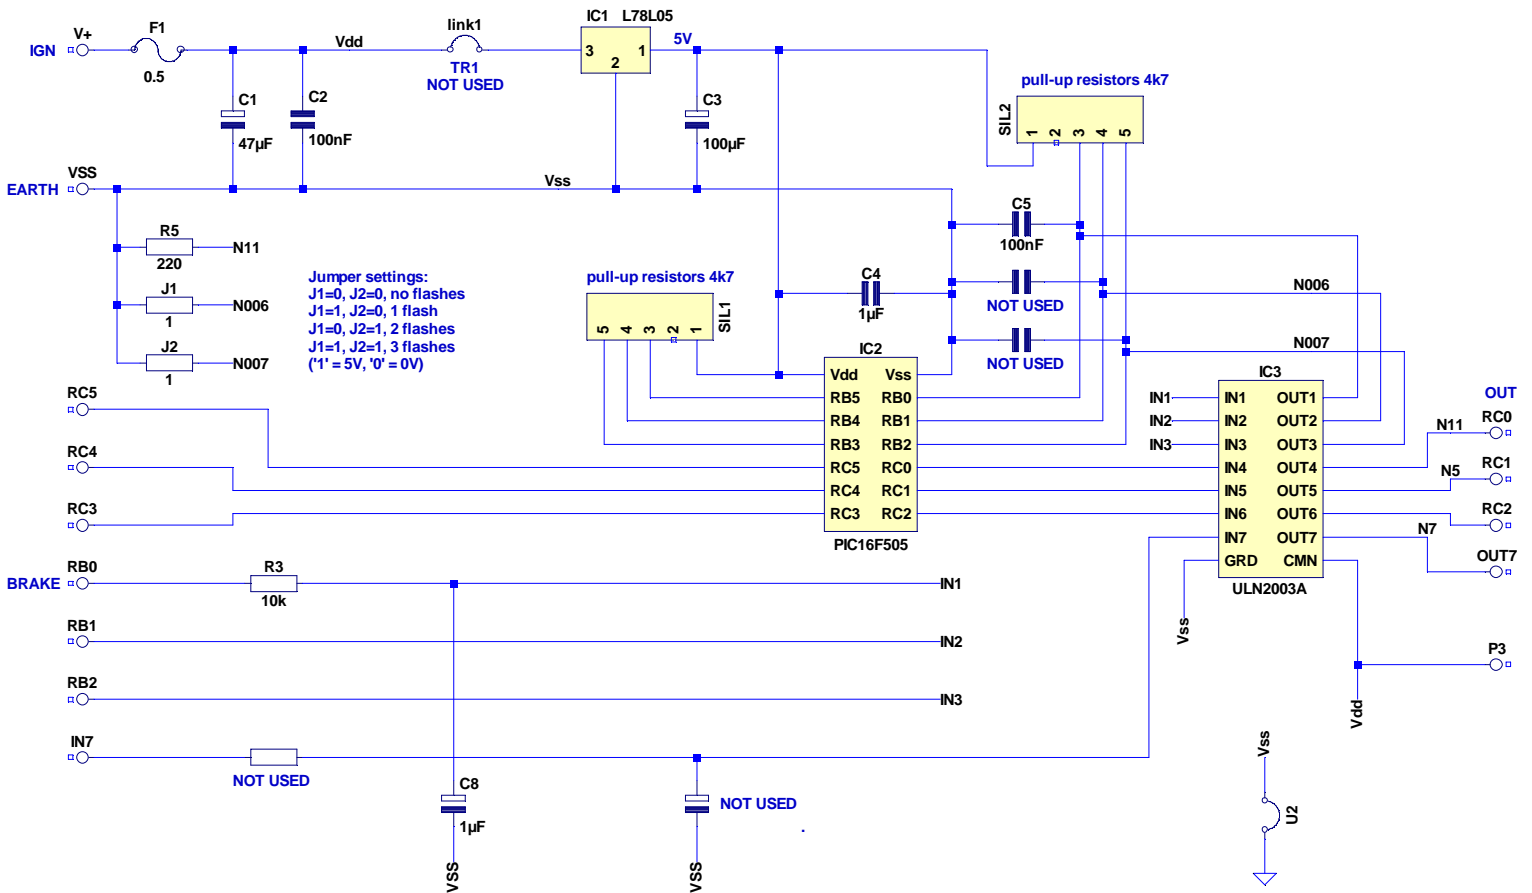 IGN
V+
F1
0.5
Vdd
link1
TR1
NOT USED
IC1 L78L05
3
1
2
5V
C1
47µF
C2
100nF
C3
100µF
pull-up resistors 4k7
SIL2
1 2 3 4 5
EARTH
VSS
Vss
R5
220
N11
J1
1
N006
J2
1
N007
Jumper settings:
J1=0, J2=0, no flashes
J1=1, J2=0, 1 flash
J1=0, J2=1, 2 flashes
J1=1, J2=1, 3 flashes
('1' = 5V, '0' = 0V)
pull-up resistors 4k7
SIL1
5 4 3 2 1
C4
1µF
C5
100nF
NOT USED
NOT USED
N006
N007
IC2
Vdd Vss
RB5 RB0
RB4 RB1
RB3 RB2
RC5 RC0
RC4 RC1
RC3 RC2
PIC16F505
IC3
IN1 IN1 OUT1
IN2 IN2 OUT2
IN3 IN3 OUT3
IN4 OUT4
IN5 OUT5
IN6 OUT6
IN7 OUT7
GRD CMN
ULN2003A
OUT
N11
RC0
N5
RC1
RC2
N7
OUT7
P3
Vss
Vdd
RC5
RC4
RC3
BRAKE
RB0
R3
10k
IN1
RB1
IN2
RB2
IN3
IN7
NOT USED
C8
1µF
VSS
NOT USED
VSS
Vss
U2